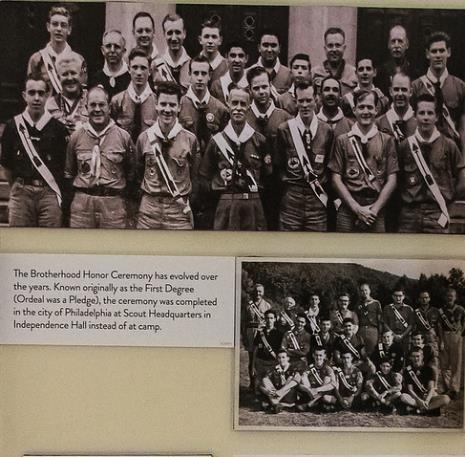 The Brotherhood Honor Ceremony has evolved over
the years. Known originally as the First Degree
(Ordeal was a Pledge), the ceremony was completed
in the city of Philadelphia at Scout Headquarters in
Independence Hall instead of at camp.